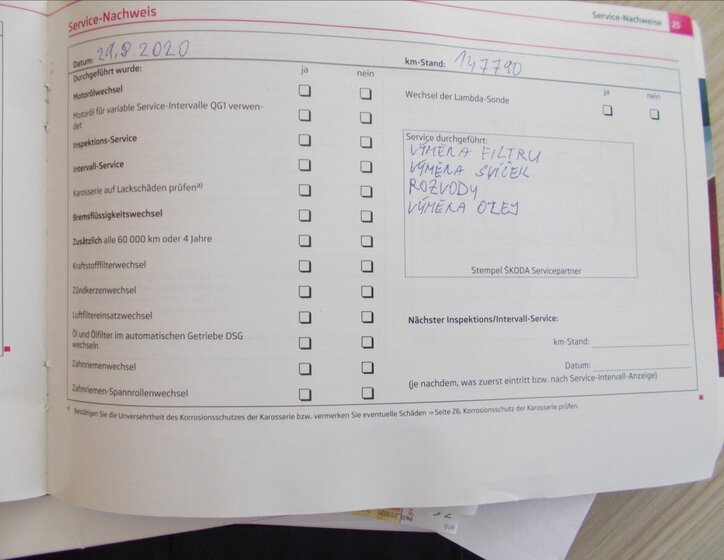 Service-Nachweis
Service-Nachweise 25
Datum: 29.8.2020
km-Stand: 147790
Durchgeführt wurde: ja nein
Motorölwechsel
Motoröl für variable Service-Intervalle QG1 verwen-
det
Inspektions-Service
Intervall-Service
Karosserie auf Lackschäden prüfen a)
Bremsflüssigkeitswechsel
Zusätzlich alle 60 000 km oder 4 Jahre
Kraftstofffilterwechsel
Zündkerzenwechsel
Luftfiltereinsatzwechsel
Öl und Ölfilter im automatischen Getriebe DSG
wechseln
Zahnriemenwechsel
Zahnriemen-Spannrollenwechsel
ja nein
Wechsel der Lambda-Sonde
Service durchgeführt:
VÝMĚNA FILTRU
VÝMĚNA SVÍČEK
ROZVODY
VÝMĚNA OLEJ
Stempel ŠKODA Servicepartner
Nächster Inspektions/Intervall-Service:
km-Stand:
Datum:
(je nachdem, was zuerst eintritt bzw. nach Service-Intervall-Anzeige)
a) Bestätigen Sie die Unversehrtheit des Korrosionsschutzes der Karosserie bzw. vermerken Sie eventuelle Schäden ⇒ Seite 26, Korrosionsschutz der Karosserie prüfen.